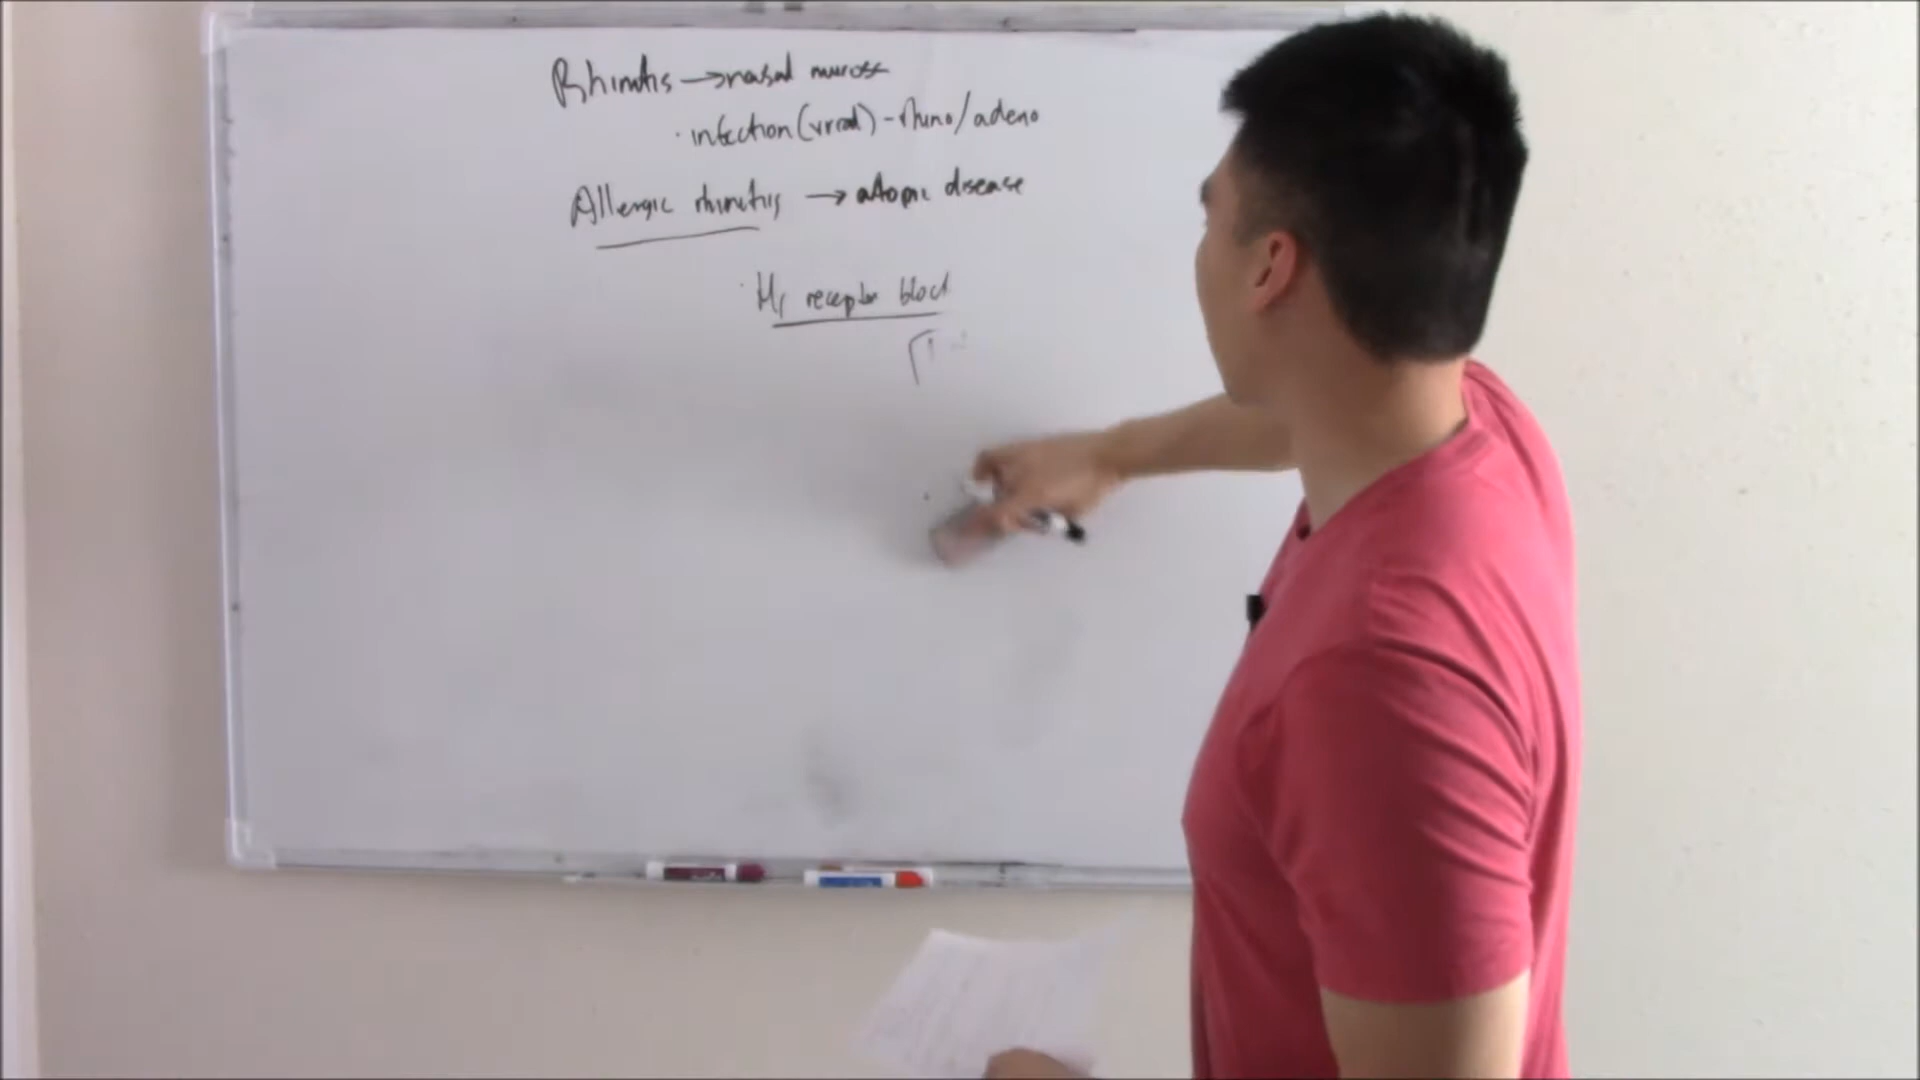 Rhinitis → nasal mucosa
· infection (viral) - rhino/adeno
Allergic rhinitis → atopic disease
· H1 receptor block